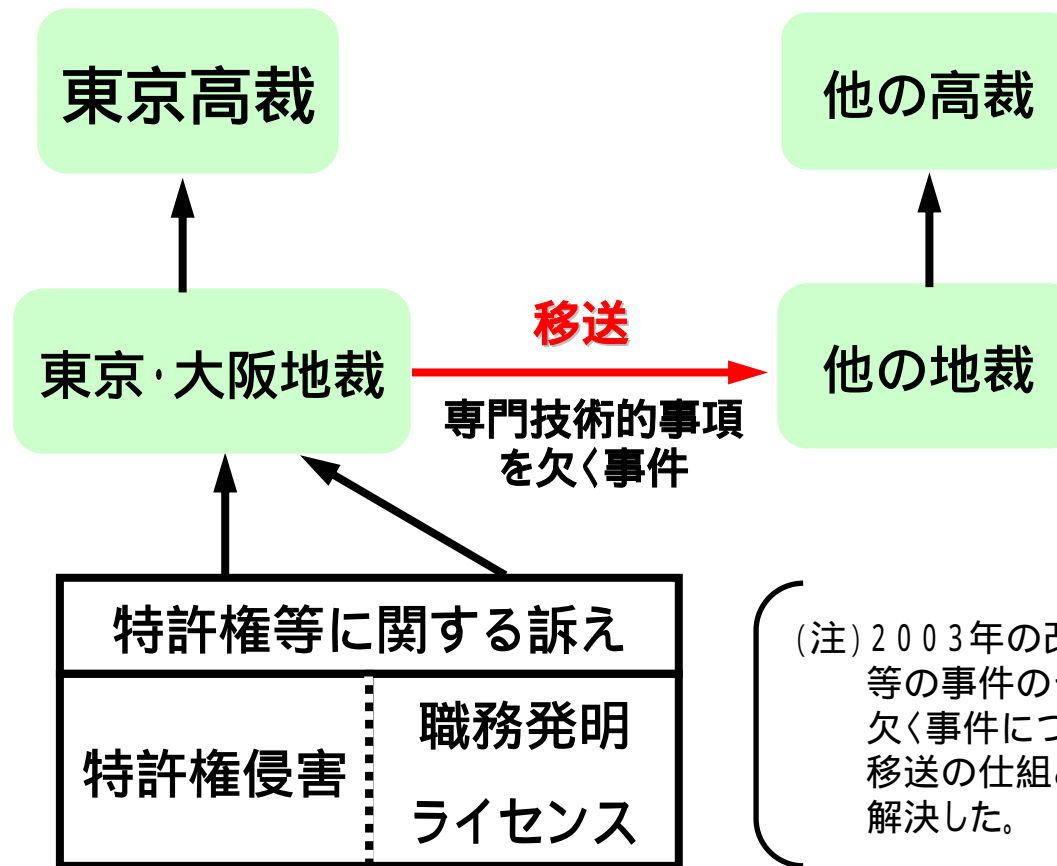 東京高裁
他の高裁
東京・大阪地裁
移送
専門技術的事項
を欠く事件
他の地裁
特許権等に関する訴え
特許権侵害
職務発明
ライセンス
(注)2003年の
等の事件の
欠く事件につ
移送の仕組
解決した。